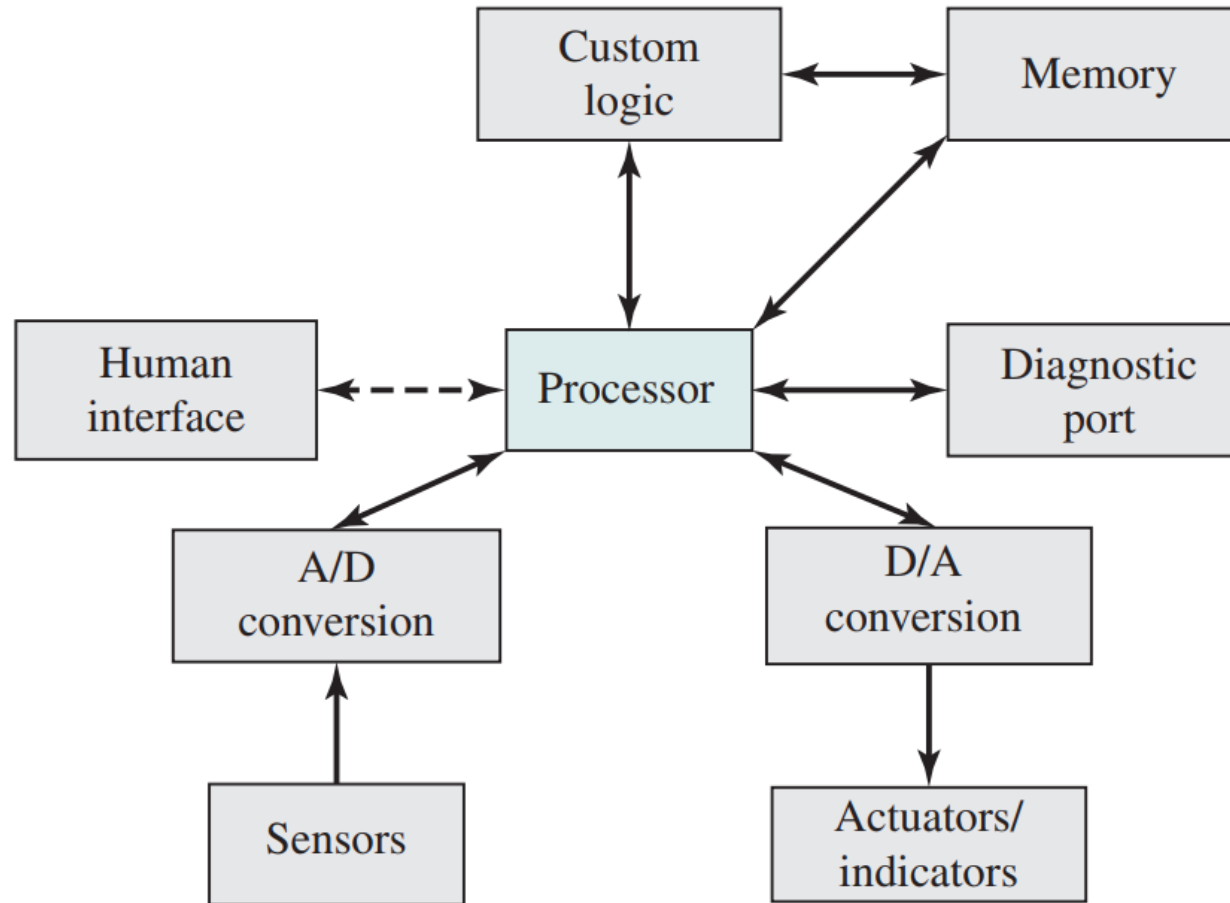 Custom
logic
Memory
Human
interface
Processor
Diagnostic
port
A/D
conversion
D/A
conversion
Sensors
Actuators/
indicators